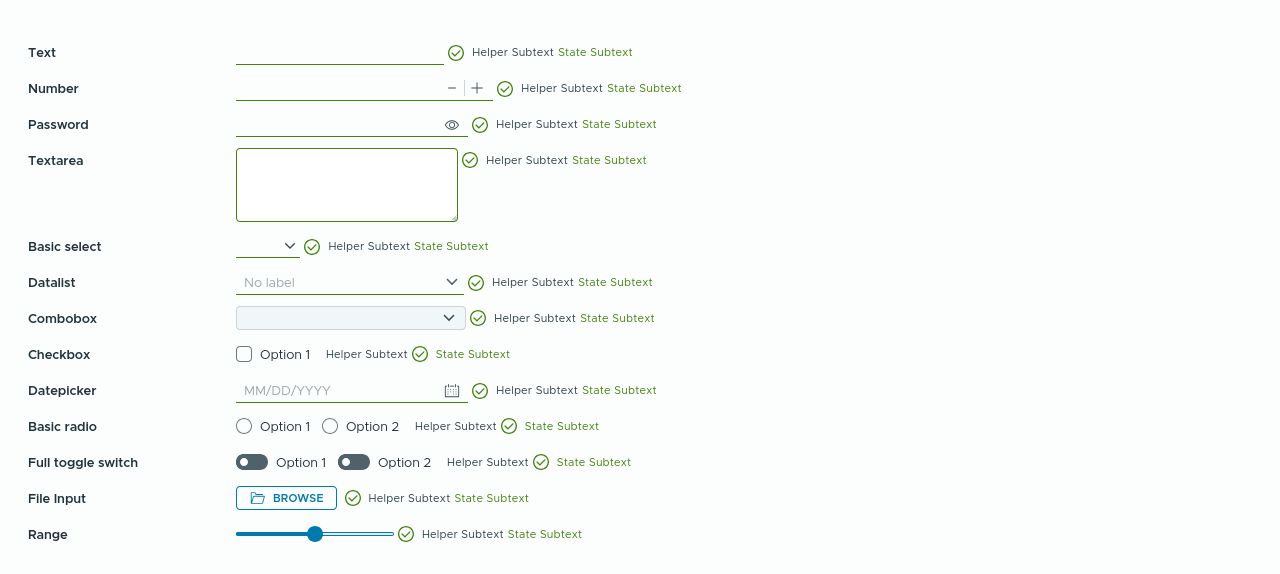 Text Helper Subtext State Subtext
Number Helper Subtext State Subtext
Password Helper Subtext State Subtext
Textarea Helper Subtext State Subtext
Basic select Helper Subtext State Subtext
Datalist No label Helper Subtext State Subtext
Combobox Helper Subtext State Subtext
Checkbox Option 1 Helper Subtext State Subtext
Datepicker MM/DD/YYYY Helper Subtext State Subtext
Basic radio Option 1 Option 2 Helper Subtext State Subtext
Full toggle switch Option 1 Option 2 Helper Subtext State Subtext
File Input BROWSE Helper Subtext State Subtext
Range Helper Subtext State Subtext